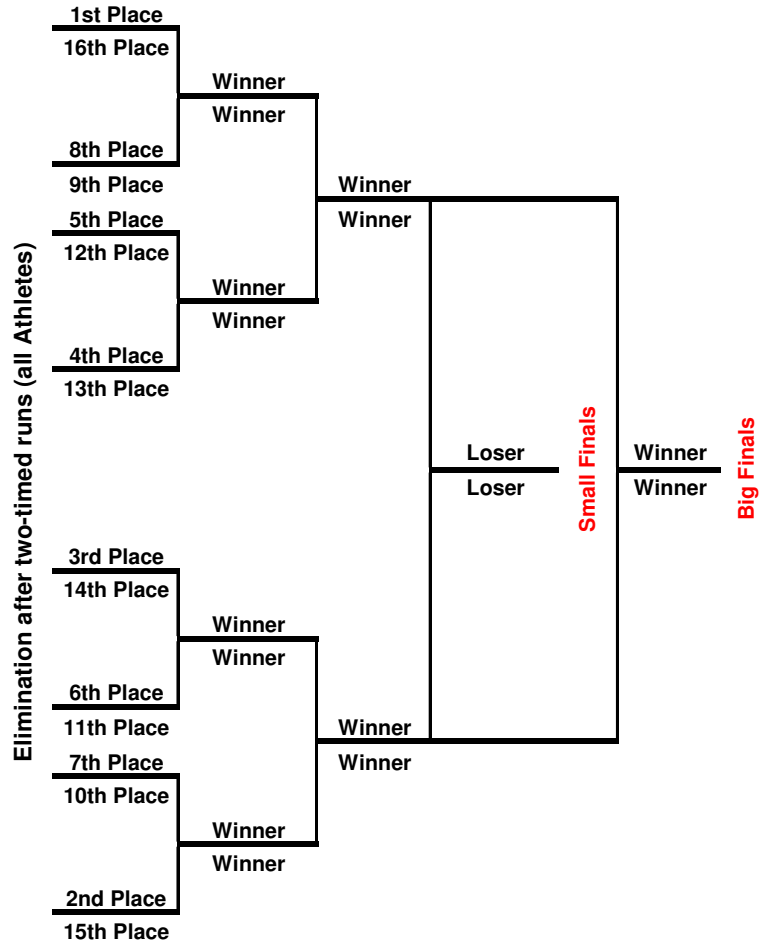 Elimination after two-timed runs (all Athletes)
1st Place
16th Place
Winner
Winner
8th Place
9th Place
Winner
Winner
5th Place
12th Place
Winner
Winner
4th Place
13th Place
Loser
Loser
Small Finals
Winner
Winner
Big Finals
3rd Place
14th Place
Winner
Winner
6th Place
11th Place
Winner
Winner
7th Place
10th Place
Winner
Winner
2nd Place
15th Place